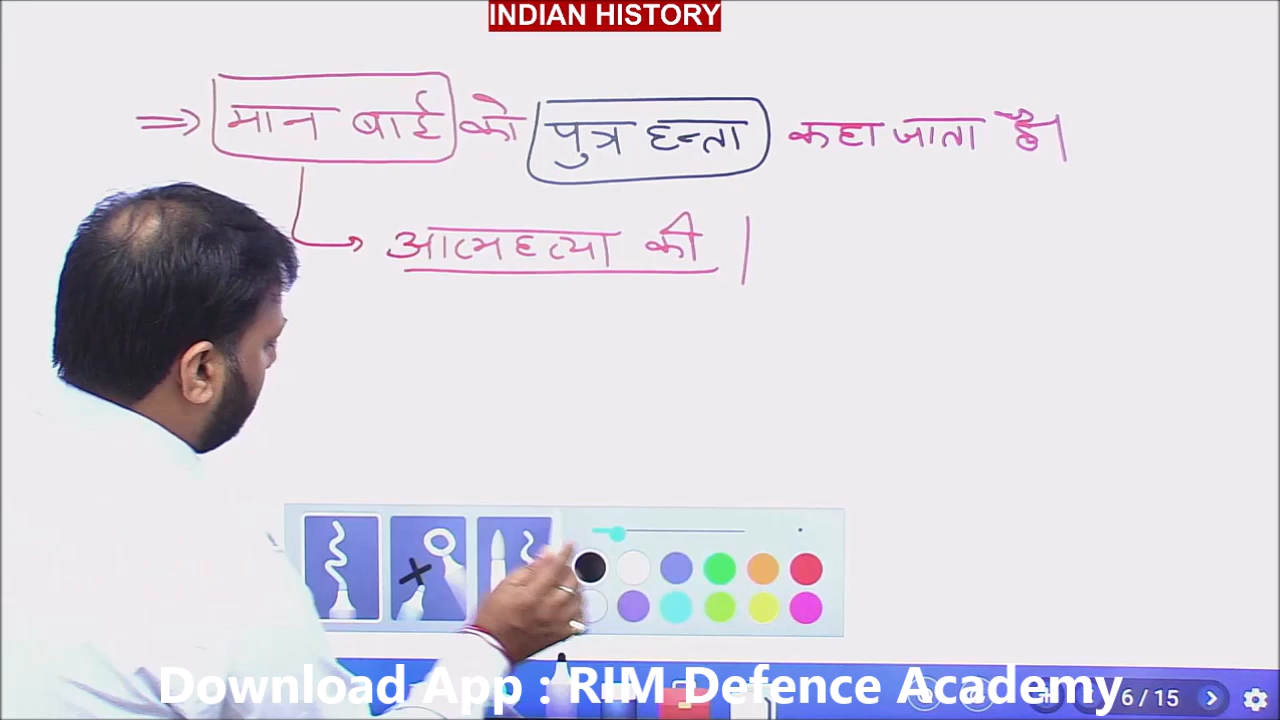 INDIAN HISTORY
⇒ मान बाई को पुत्र हन्ता कहा जाता है।
→ आत्महत्या की |
Download App : RIM Defence Academy
6 / 15